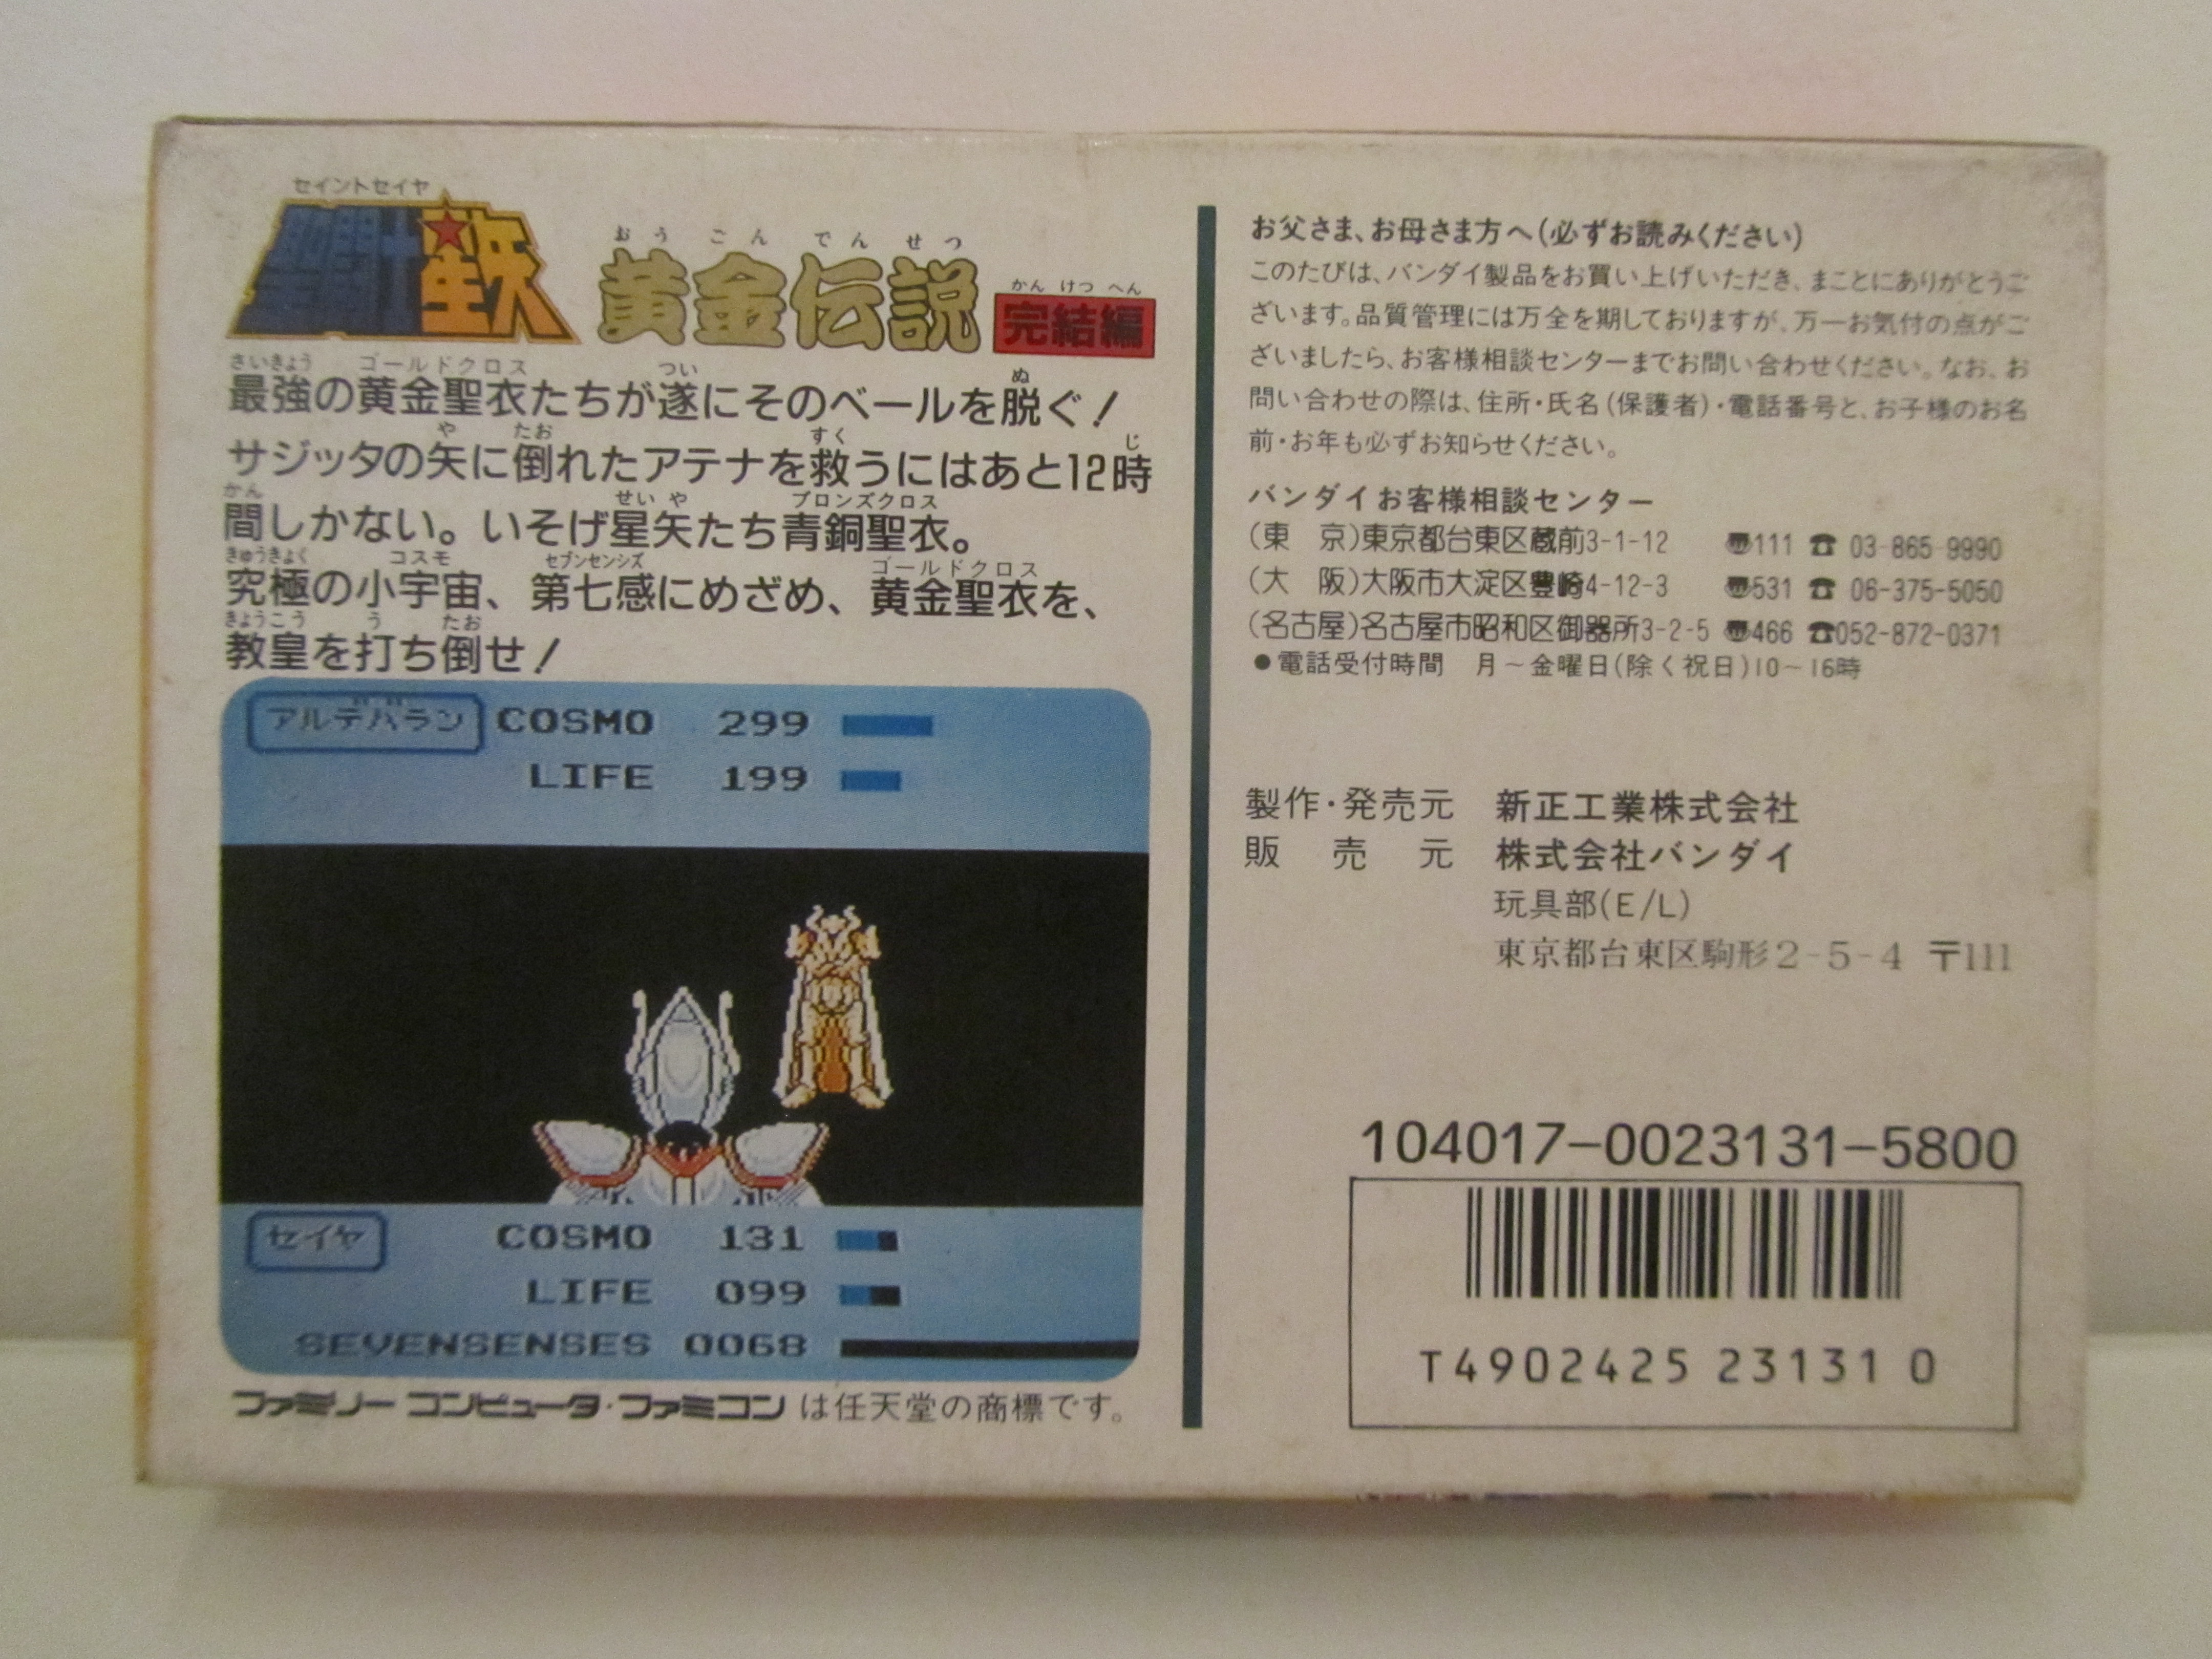 セイントセイヤ
聖闘士星矢
おうごんでんせつ
黄金伝説
かんけつへん
完結編
さいきょう ゴールドクロス つい ぬ
最強の黄金聖衣たちが遂にそのベールを脱ぐ！
や たお すく じ
サジッタの矢に倒れたアテナを救うにはあと12時
かん せいや ブロンズクロス
間しかない。いそげ星矢たち青銅聖衣。
きゅうきょく コスモ セブンセンシズ ゴールドクロス
究極の小宇宙、第七感にめざめ、黄金聖衣を、
きょうこう う たお
教皇を打ち倒せ！
アルデバラン COSMO 299
LIFE 199
セイヤ COSMO 131
LIFE 099
SEVENSENSES 0068
ファミリーコンピュータ・ファミコンは任天堂の商標です。
お父さま、お母さま方へ(必ずお読みください)
このたびは、バンダイ製品をお買い上げいただき、まことにありがとうご
ざいます。品質管理には万全を期しておりますが、万一お気付の点がご
ざいましたら、お客様相談センターまでお問い合わせください。なお、お
問い合わせの際は、住所・氏名(保護者)・電話番号と、お子様のお名
前・お年も必ずお知らせください。
バンダイお客様相談センター
(東 京)東京都台東区蔵前3-1-12 〠111 ☎ 03-865-9990
(大 阪)大阪市大淀区豊崎4-12-3 〠531 ☎ 06-375-5050
(名古屋)名古屋市昭和区御器所3-2-5 〠466 ☎052-872-0371
●電話受付時間 月～金曜日(除く祝日)10～16時
製作・発売元 新正工業株式会社
販売元 株式会社バンダイ
玩具部(E/L)
東京都台東区駒形2-5-4 〒111
104017-0023131-5800
T4902425 23131 0